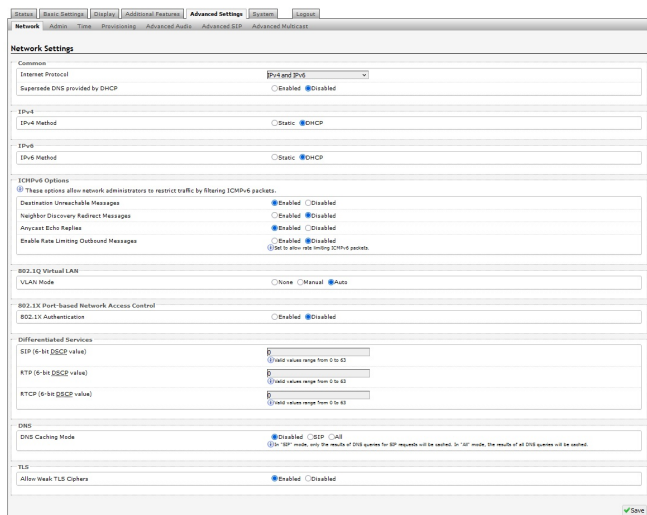 Status Basic Settings Display Additional Features Advanced Settings System Logout
Network Admin Time Provisioning Advanced Audio Advanced SIP Advanced Multicast
Network Settings
Common
Internet Protocol IPv4 and IPv6
Supersede DNS provided by DHCP Enabled Disabled
IPv4
IPv4 Method Static DHCP
IPv6
IPv6 Method Static DHCP
ICMPv6 Options
These options allow network administrators to restrict traffic by filtering ICMPv6 packets.
Destination Unreachable Messages Enabled Disabled
Neighbor Discovery Redirect Messages Enabled Disabled
Anycast Echo Replies Enabled Disabled
Enable Rate Limiting Outbound Messages Enabled Disabled
Set to allow rate limiting ICMPv6 packets.
802.1Q Virtual LAN
VLAN Mode None Manual Auto
802.1X Port-based Network Access Control
802.1X Authentication Enabled Disabled
Differentiated Services
SIP (6-bit DSCP value) 0
Valid values range from 0 to 63
RTP (6-bit DSCP value) 0
Valid values range from 0 to 63
RTCP (6-bit DSCP value) 0
Valid values range from 0 to 63
DNS
DNS Caching Mode Disabled SIP All
In "SIP" mode, only the results of DNS queries for SIP requests will be cached. In "All" mode, the results of all DNS queries will be cached.
TLS
Allow Weak TLS Ciphers Enabled Disabled
Save